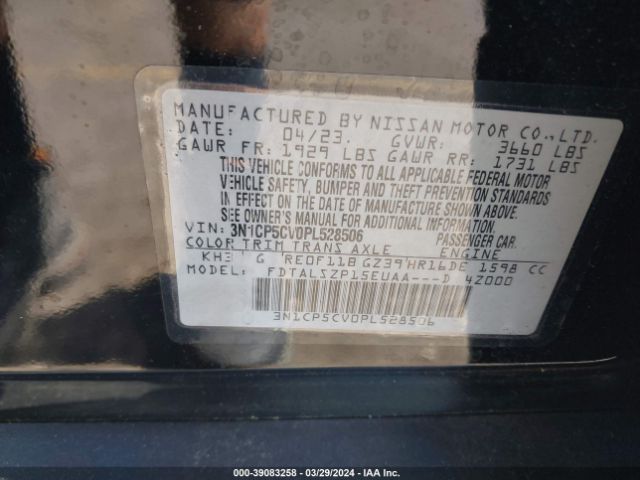 MANUFACTURED BY NISSAN MOTOR CO.,LTD.
DATE: 04/23. GVWR: 3660 LBS
GAWR FR: 1929 LBS GAWR RR: 1731 LBS
THIS VEHICLE CONFORMS TO ALL APPLICABLE FEDERAL MOTOR
VEHICLE SAFETY, BUMPER AND THEFT PREVENTION STANDARDS
IN EFFECT ON THE DATE OF MANUFACTURE SHOWN ABOVE.
SEE OWNER'S MANUAL FOR ADDITIONAL INFORMATION.
VIN: 3N1CP5CV0PL528506 PASSENGER CAR
COLOR TRIM TRANS AXLE ENGINE
KH3 G RE0F11B GZ39 HR16DE 1598 CC
MODEL: FDTALSZP15EUAA---D 4Z000
3N1CP5CV0PL528506
000-39083258 - 03/29/2024 - IAA Inc.